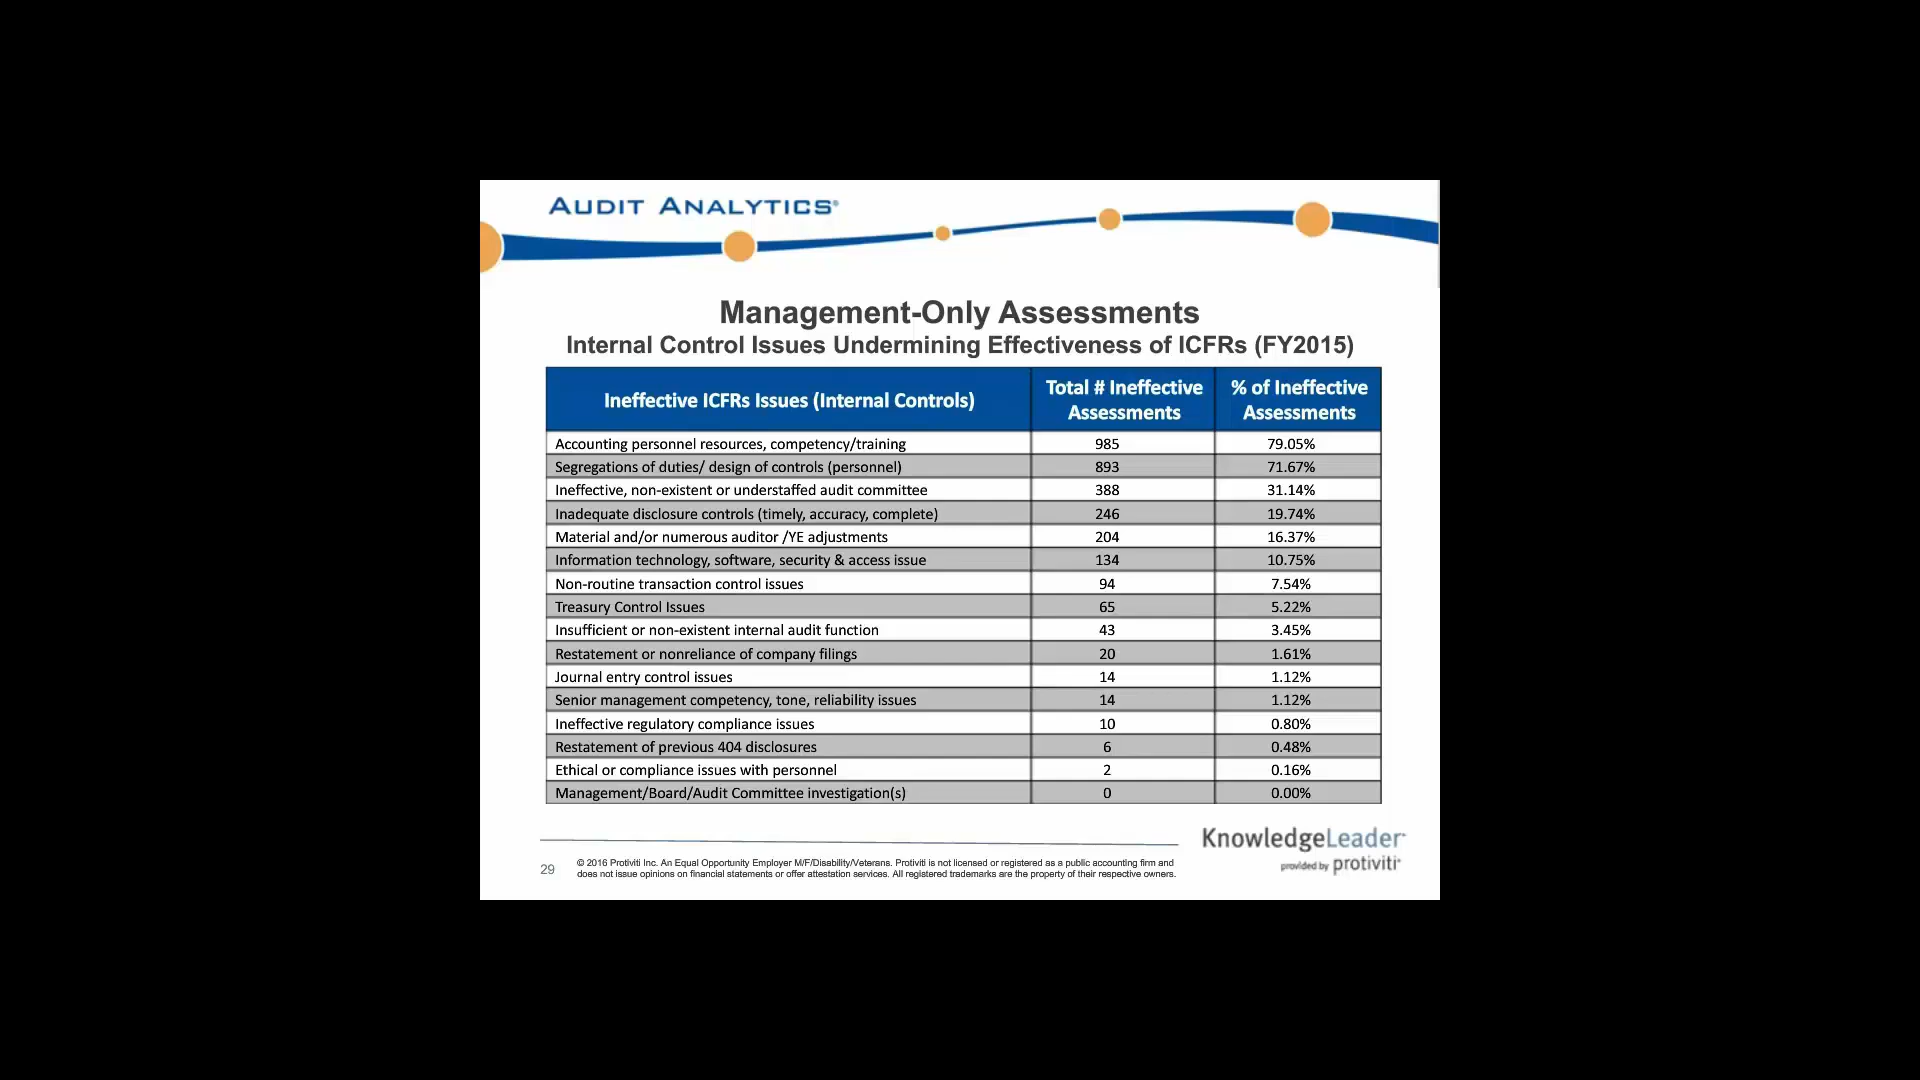 AUDIT ANALYTICS®
Management-Only Assessments
Internal Control Issues Undermining Effectiveness of ICFRs (FY2015)
Ineffective ICFRs Issues (Internal Controls) Total # Ineffective Assessments % of Ineffective Assessments
Accounting personnel resources, competency/training 985 79.05%
Segregations of duties/ design of controls (personnel) 893 71.67%
Ineffective, non-existent or understaffed audit committee 388 31.14%
Inadequate disclosure controls (timely, accuracy, complete) 246 19.74%
Material and/or numerous auditor /YE adjustments 204 16.37%
Information technology, software, security & access issue 134 10.75%
Non-routine transaction control issues 94 7.54%
Treasury Control Issues 65 5.22%
Insufficient or non-existent internal audit function 43 3.45%
Restatement or nonreliance of company filings 20 1.61%
Journal entry control issues 14 1.12%
Senior management competency, tone, reliability issues 14 1.12%
Ineffective regulatory compliance issues 10 0.80%
Restatement of previous 404 disclosures 6 0.48%
Ethical or compliance issues with personnel 2 0.16%
Management/Board/Audit Committee investigation(s) 0 0.00%
KnowledgeLeader
provided by protiviti
29
© 2016 Protiviti Inc. An Equal Opportunity Employer M/F/Disability/Veterans. Protiviti is not licensed or registered as a public accounting firm and
does not issue opinions on financial statements or offer attestation services. All registered trademarks are the property of their respective owners.